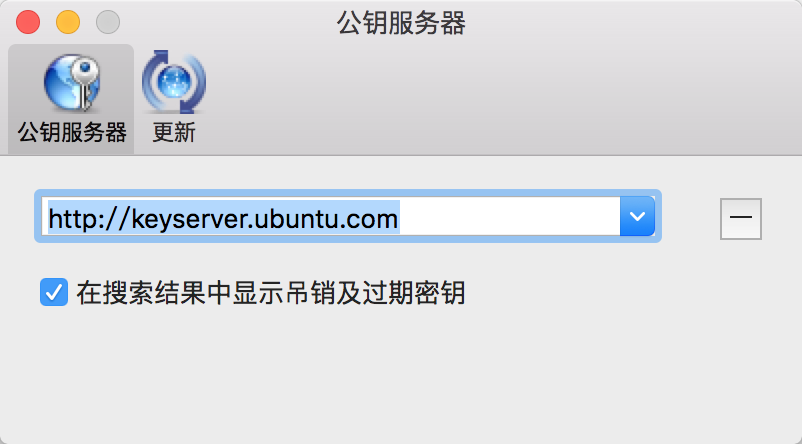 公钥服务器
公钥服务器
更新
http://keyserver.ubuntu.com
在搜索结果中显示吊销及过期密钥